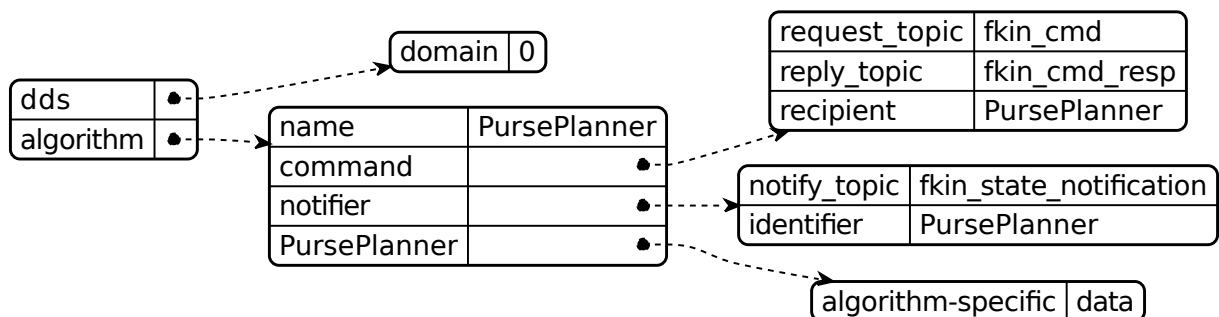 dds
algorithm
domain 0
name PursePlanner
command
notifier
PursePlanner
request_topic fkin_cmd
reply_topic fkin_cmd_resp
recipient PursePlanner
notify_topic fkin_state_notification
identifier PursePlanner
algorithm-specific data